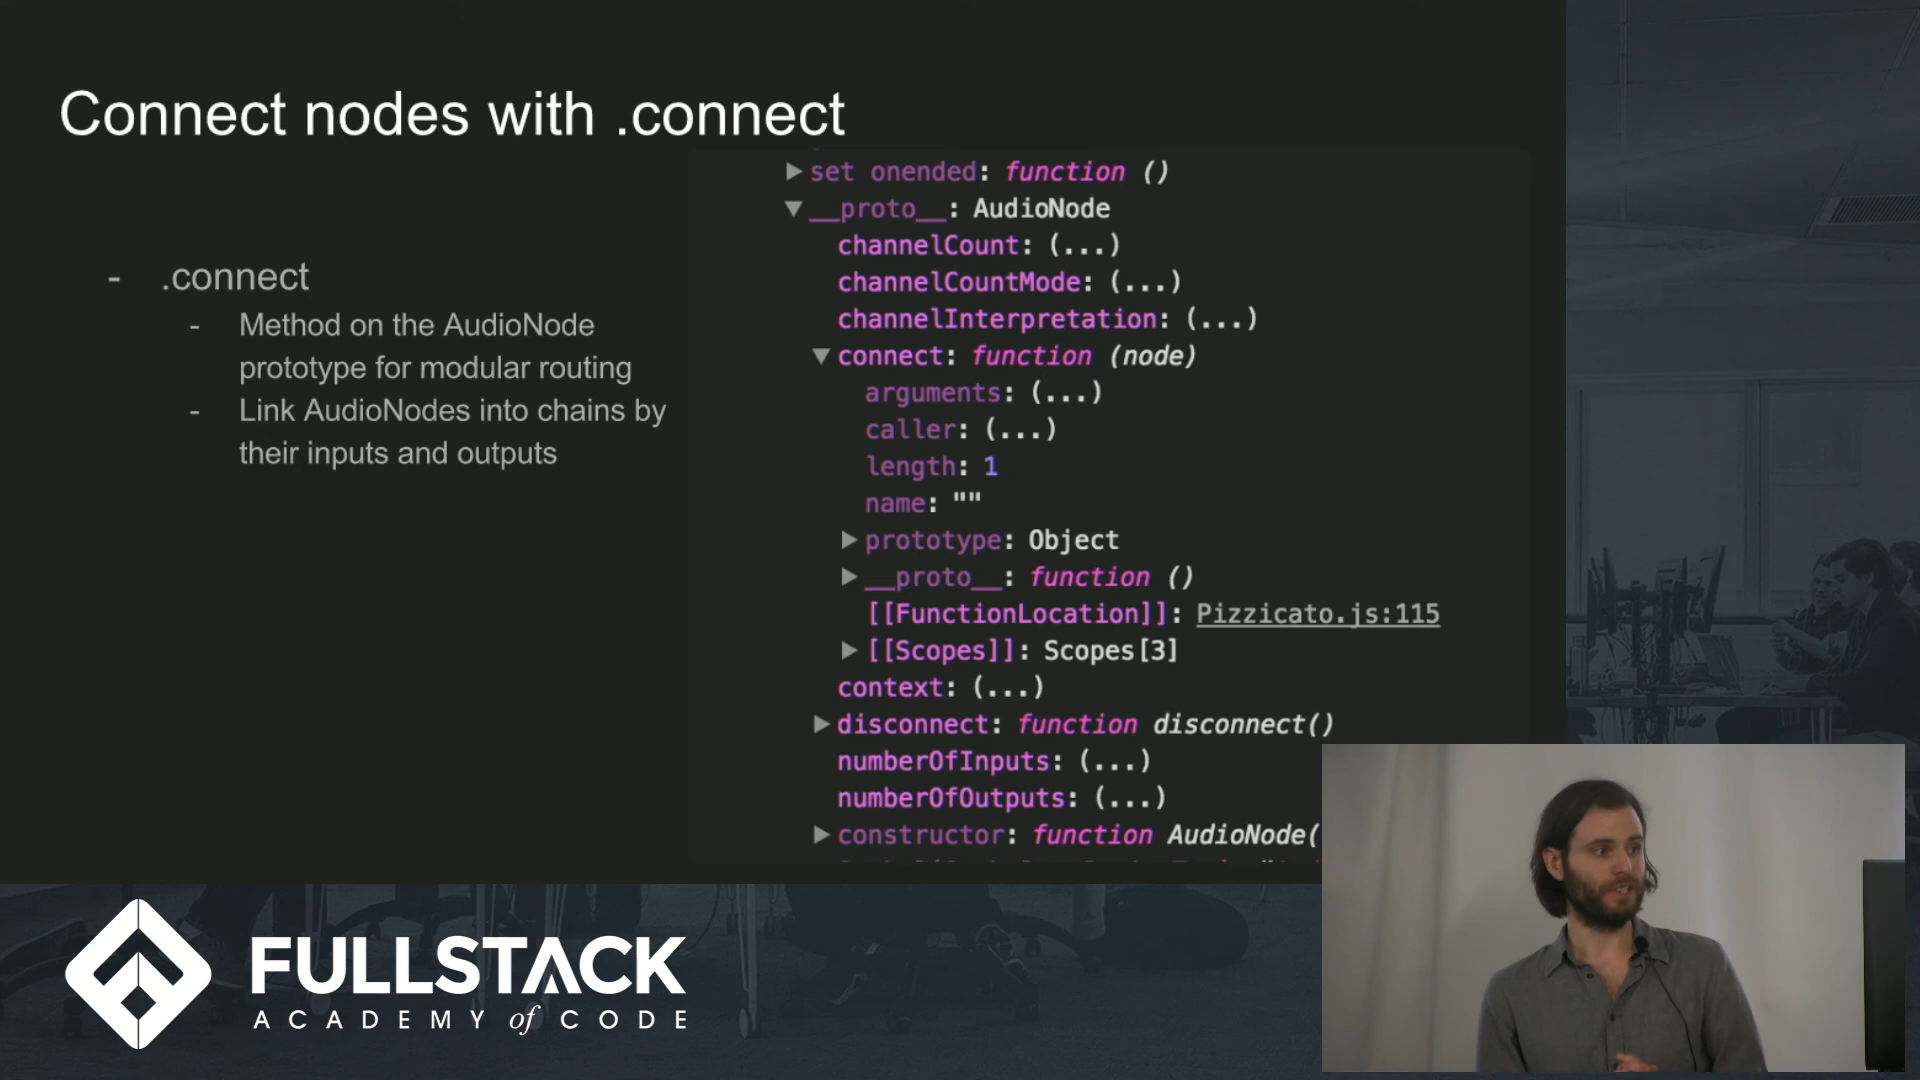 Connect nodes with .connect
- .connect
- Method on the AudioNode
prototype for modular routing
- Link AudioNodes into chains by
their inputs and outputs
set onended: function ()
__proto__: AudioNode
channelCount: (...)
channelCountMode: (...)
channelInterpretation: (...)
connect: function (node)
arguments: (...)
caller: (...)
length: 1
name: ""
prototype: Object
__proto__: function ()
[[FunctionLocation]]: Pizzicato.js:115
[[Scopes]]: Scopes[3]
context: (...)
disconnect: function disconnect()
numberOfInputs: (...)
numberOfOutputs: (...)
constructor: function AudioNode(
FULLSTACK
ACADEMY of CODE